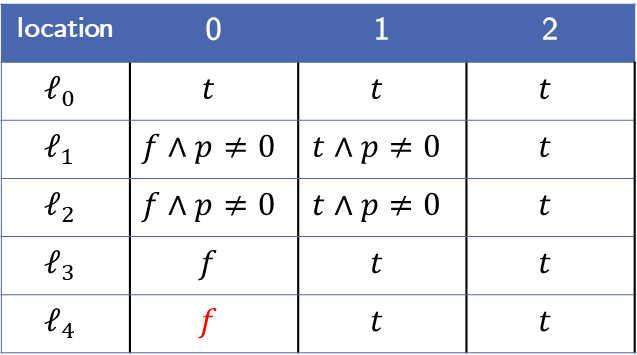 location 0 1 2
ℓ₀ t t t
ℓ₁ f ∧ p ≠ 0 t ∧ p ≠ 0 t
ℓ₂ f ∧ p ≠ 0 t ∧ p ≠ 0 t
ℓ₃ f t t
ℓ₄ f t t